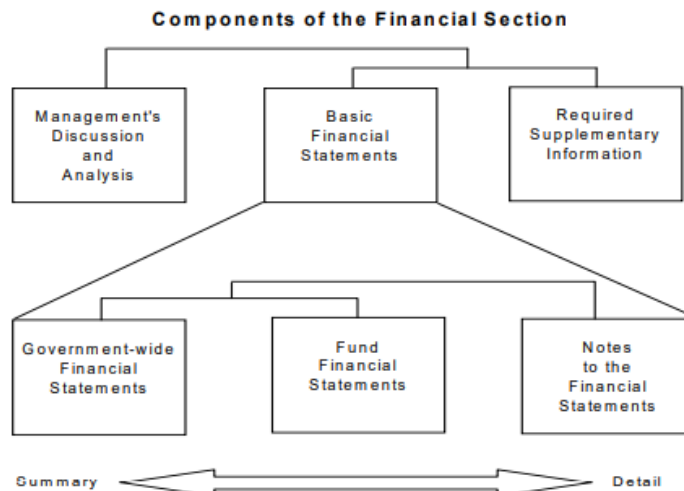 Components of the Financial Section
Management's
Discussion
and
Analysis
Basic
Financial
Statements
Required
Supplementary
Information
Government-wide
Financial
Statements
Fund
Financial
Statements
Notes
to the
Financial
Statements
Summary
Detail